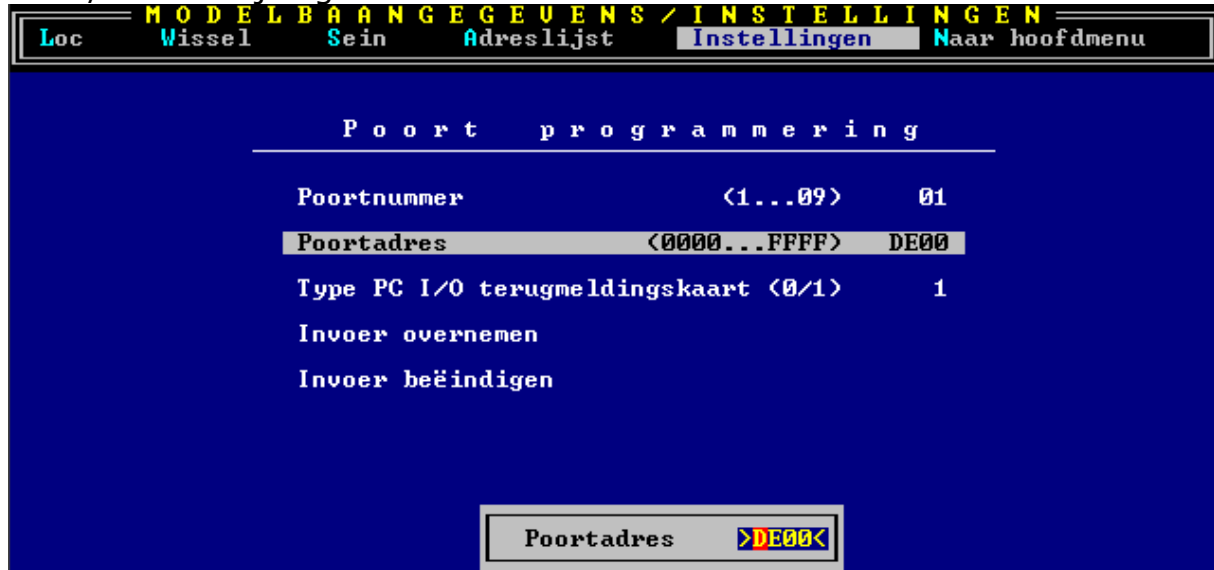 MODELBAANGEGEVENS/INSTELLINGEN
Loc Wissel Sein Adreslijst Instellingen Naar hoofdmenu
Poort programmering
Poortnummer (1...09) 01
Poortadres (0000...FFFF) DE00
Type PC I/O terugmeldingskaart (0/1) 1
Invoer overnemen
Invoer beëindigen
Poortadres >DE00<